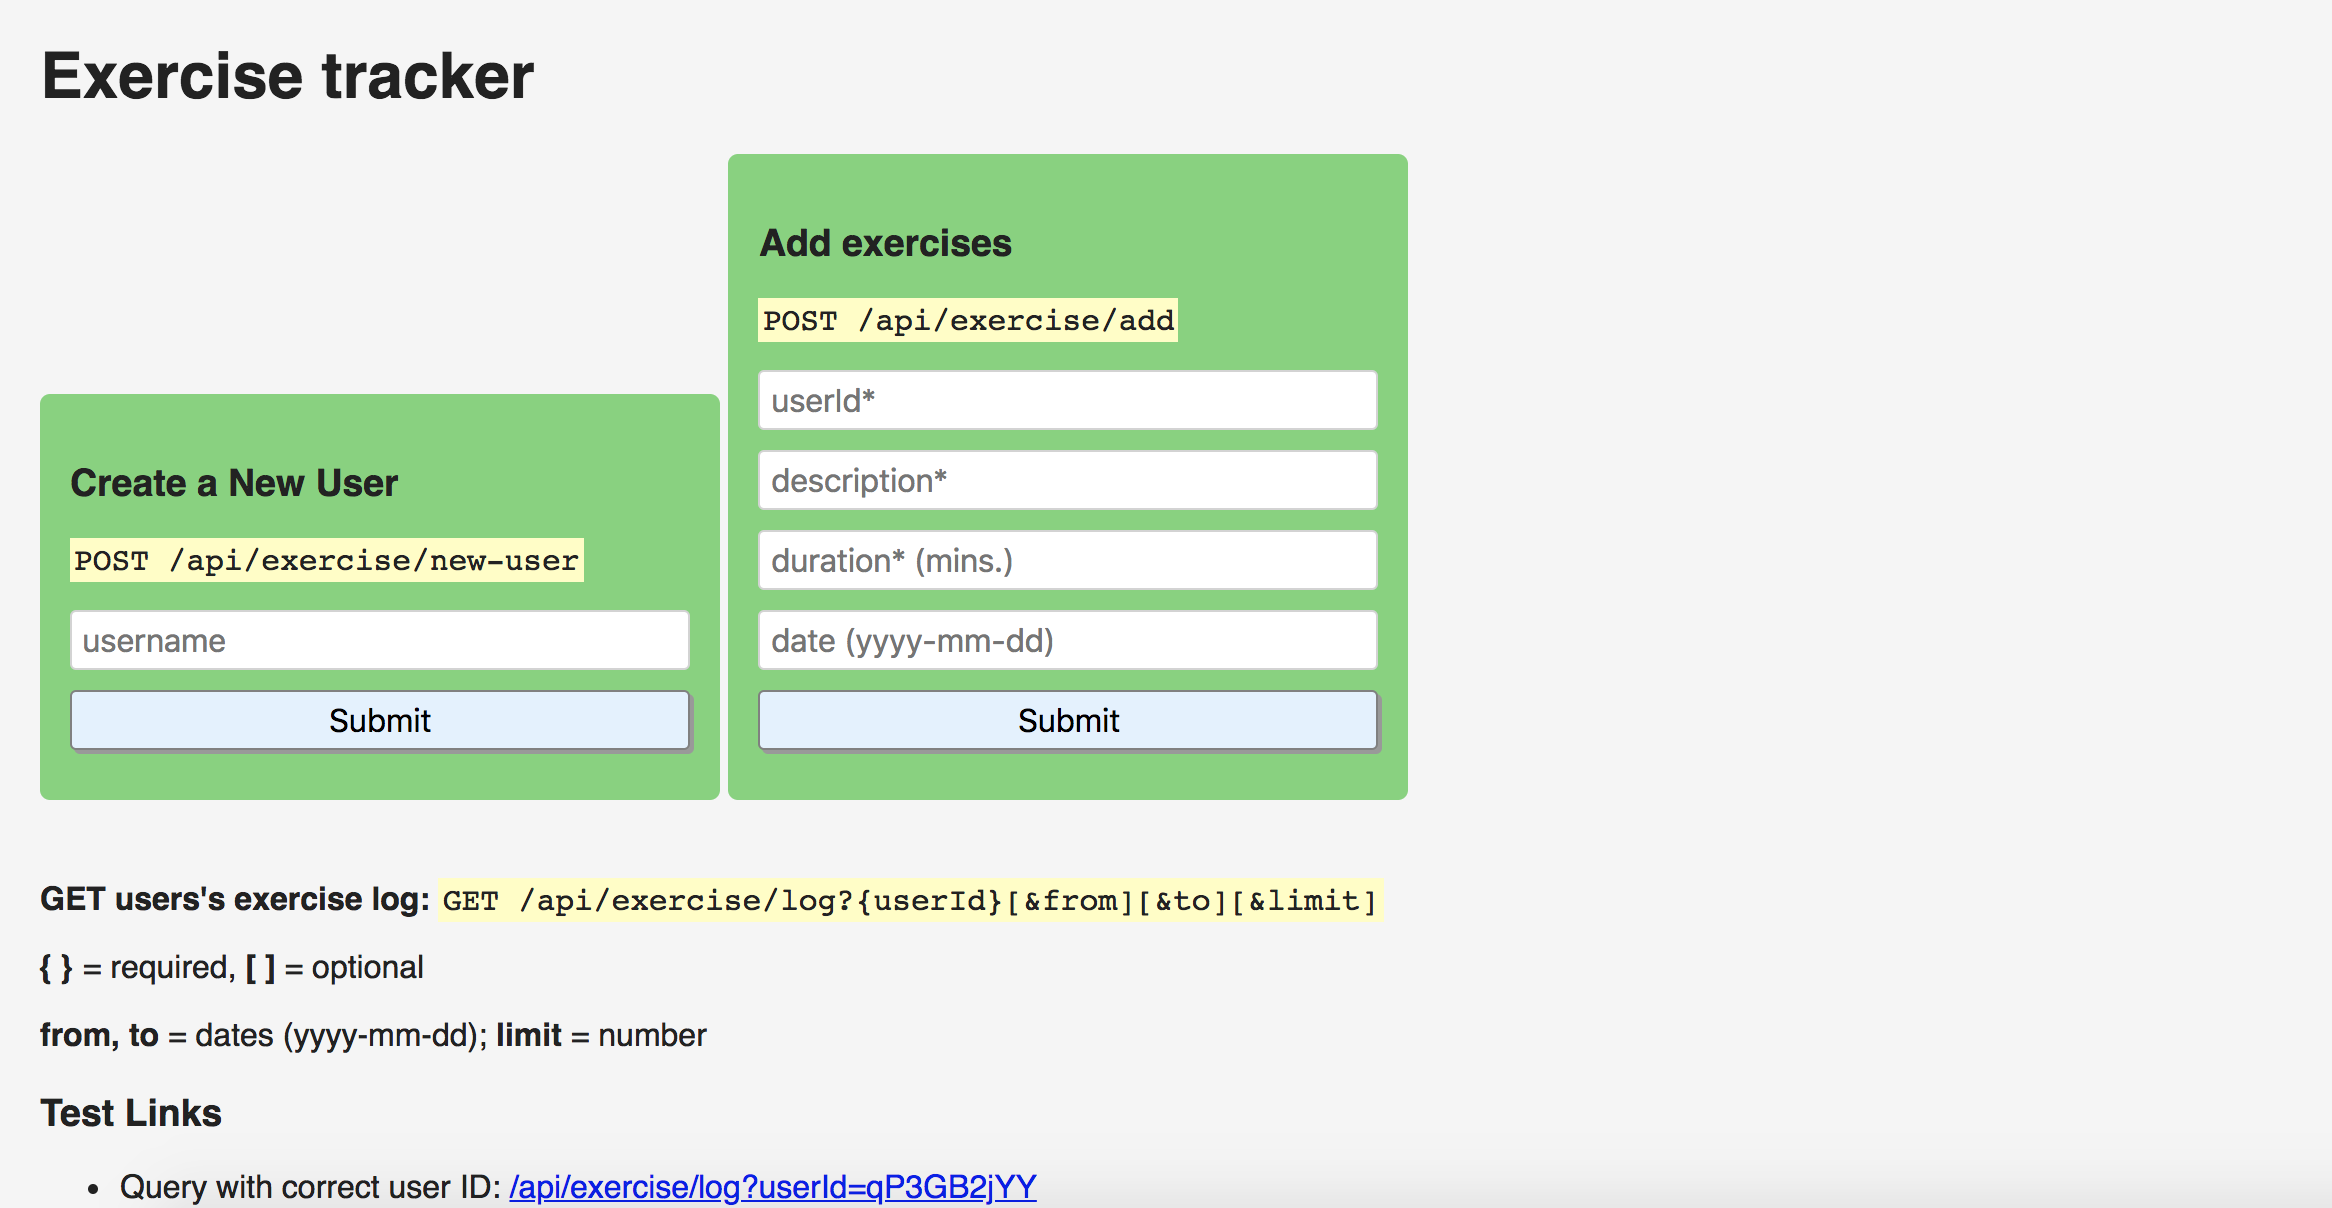 Exercise tracker
Create a New User
POST /api/exercise/new-user
username
Submit
Add exercises
POST /api/exercise/add
userId*
description*
duration* (mins.)
date (yyyy-mm-dd)
Submit
GET users's exercise log: GET /api/exercise/log?{userId}[&from][&to][&limit]
{ } = required, [ ] = optional
from, to = dates (yyyy-mm-dd); limit = number
Test Links
• Query with correct user ID: /api/exercise/log?userId=qP3GB2jYY